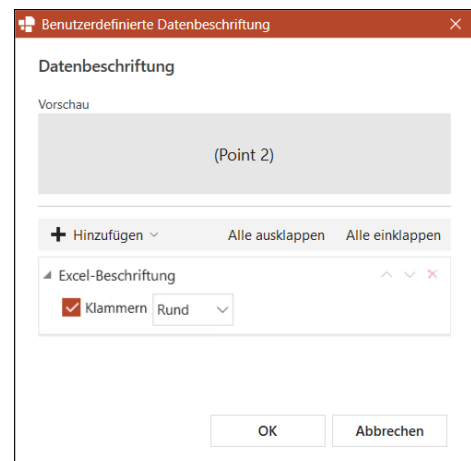 Benutzerdefinierte Datenbeschriftung
Datenbeschriftung
Vorschau
(Point 2)
Hinzufügen Alle ausklappen Alle einklappen
Excel-Beschriftung
Klammern Rund
OK Abbrechen